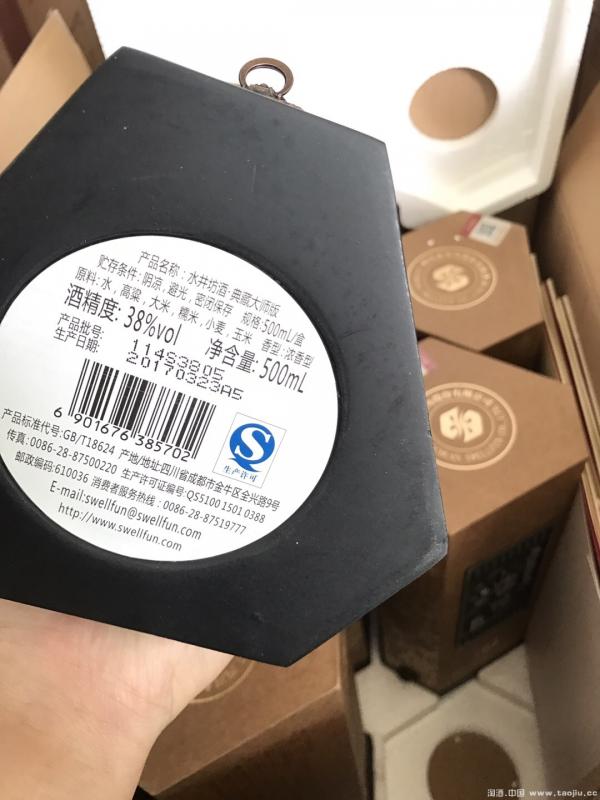 产品名称：水井坊酒·典藏大师版
贮存条件：阴凉，避光，密闭保存 规格:500mL/盒
原料：水，高粱，大米，糯米，小麦，玉米 香型：浓香型
酒精度: 38%vol 净含量: 500mL
产品批号: 114S3805
生产日期: 20170323A5
6 901676 385702
S
生产许可
产品标准代号:GB/T18624 产地/地址:四川省成都市金牛区全兴路9号
传真:0086-28-87500220 生产许可证编号:QS5100 1501 0388
邮政编码:610036 消费者服务热线：0086-28-87519777
E-mail:swellfun@swellfun.com
http://www.swellfun.com
淘酒.中国 www.taojiu.cc